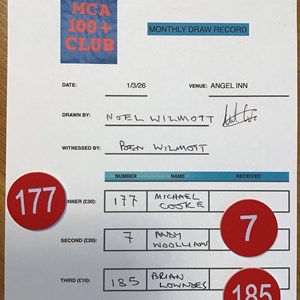 MCA
100+
CLUB
MONTHLY DRAW RECORD
DATE: 1/3/26 VENUE: ANGEL INN
DRAWN BY: NOEL WILMOTT
WITNESSED BY: WILMOTT
NUMBER NAME RECEIVED
177
NNER (£30): 177 MICHAEL COOKE
SECOND (£20): 7 ANDY WOOLLIAMS
7
THIRD (£10): 185 BRIAN LOWNDES
185